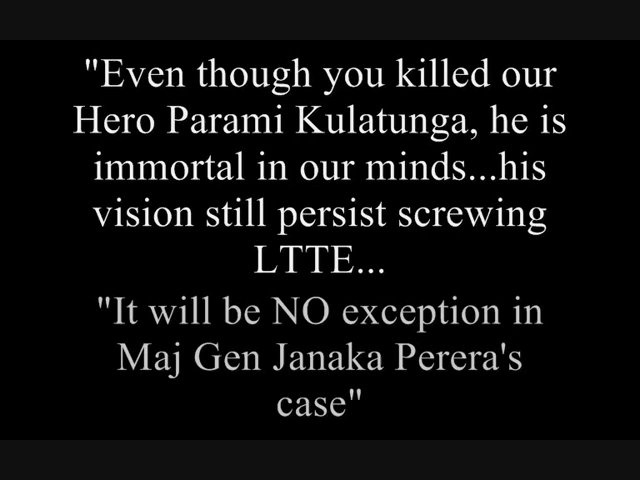 "Even though you killed our
Hero Parami Kulatunga, he is
immortal in our minds...his
vision still persist screwing
LTTE...
"It will be NO exception in
Maj Gen Janaka Perera's
case"